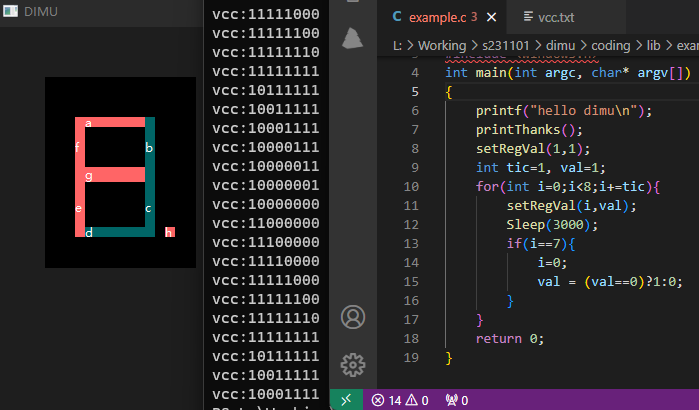 DIMU
a
f
b
g
e
c
d
h
vcc:11111000
vcc:11111100
vcc:11111110
vcc:11111111
vcc:10111111
vcc:10011111
vcc:10001111
vcc:10000111
vcc:10000011
vcc:10000001
vcc:10000000
vcc:11000000
vcc:11100000
vcc:11110000
vcc:11111100
vcc:11111110
vcc:11111111
vcc:10111111
vcc:10011111
vcc:10001111
C example.c 3 ×
vcc.txt
L: > Working > s231101 > dimu > coding > lib > exa
4 int main(int argc, char* argv[])
5 {
6 printf("hello dimu\n");
7 printThanks();
8 setRegVal(1,1);
9 int tic=1, val=1;
10 for(int i=0;i<8;i+=tic){
11 setRegVal(i,val);
12 Sleep(3000);
13 if(i==7){
14 i=0;
15 val = (val==0)?1:0;
16 }
17 }
18 return 0;
19 }
14 0 0